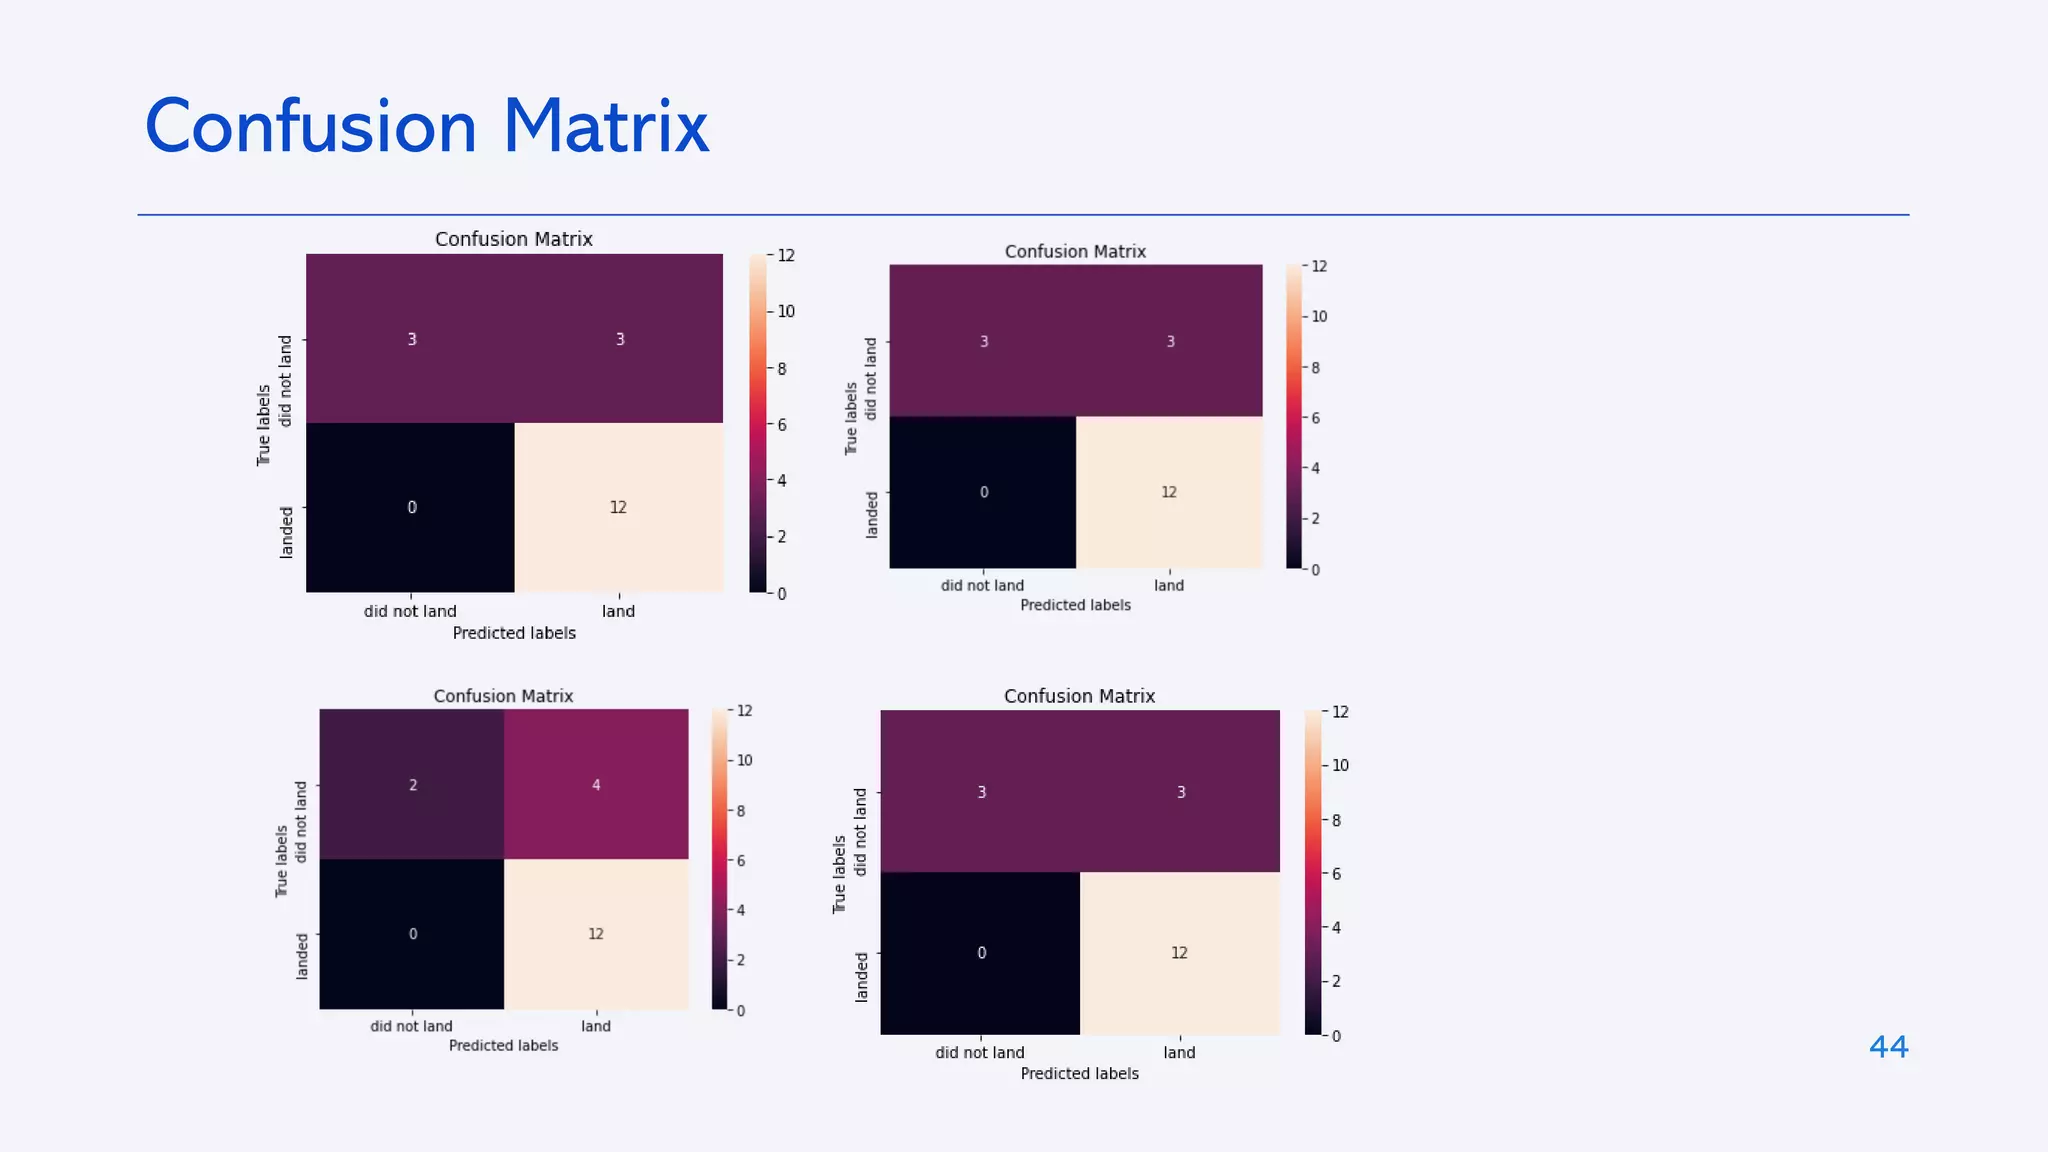 Confusion Matrix
Confusion Matrix
12
10
8
6
4
2
0
3 3
0 12
True labels
did not land
landed
did not land land
Predicted labels
Confusion Matrix
12
10
8
6
4
2
0
3 3
0 12
True labels
did not land
landed
did not land land
Predicted labels
Confusion Matrix
12
10
8
6
4
2
0
2 4
0 12
True labels
did not land
landed
did not land land
Predicted labels
Confusion Matrix
12
10
8
6
4
2
0
3 3
0 12
True labels
did not land
landed
did not land land
Predicted labels
44